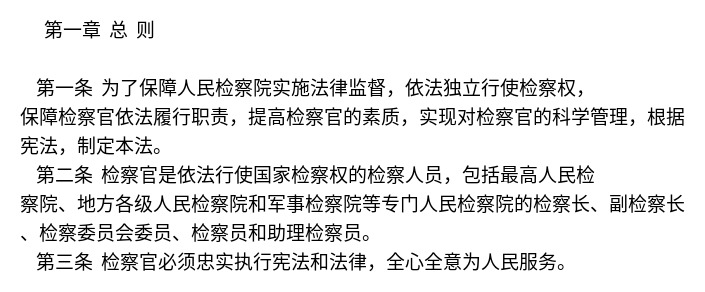 第一章 总 则
第一条 为了保障人民检察院实施法律监督，依法独立行使检察权，
保障检察官依法履行职责，提高检察官的素质，实现对检察官的科学管理，根据
宪法，制定本法。
第二条 检察官是依法行使国家检察权的检察人员，包括最高人民检
察院、地方各级人民检察院和军事检察院等专门人民检察院的检察长、副检察长
、检察委员会委员、检察员和助理检察员。
第三条 检察官必须忠实执行宪法和法律，全心全意为人民服务。